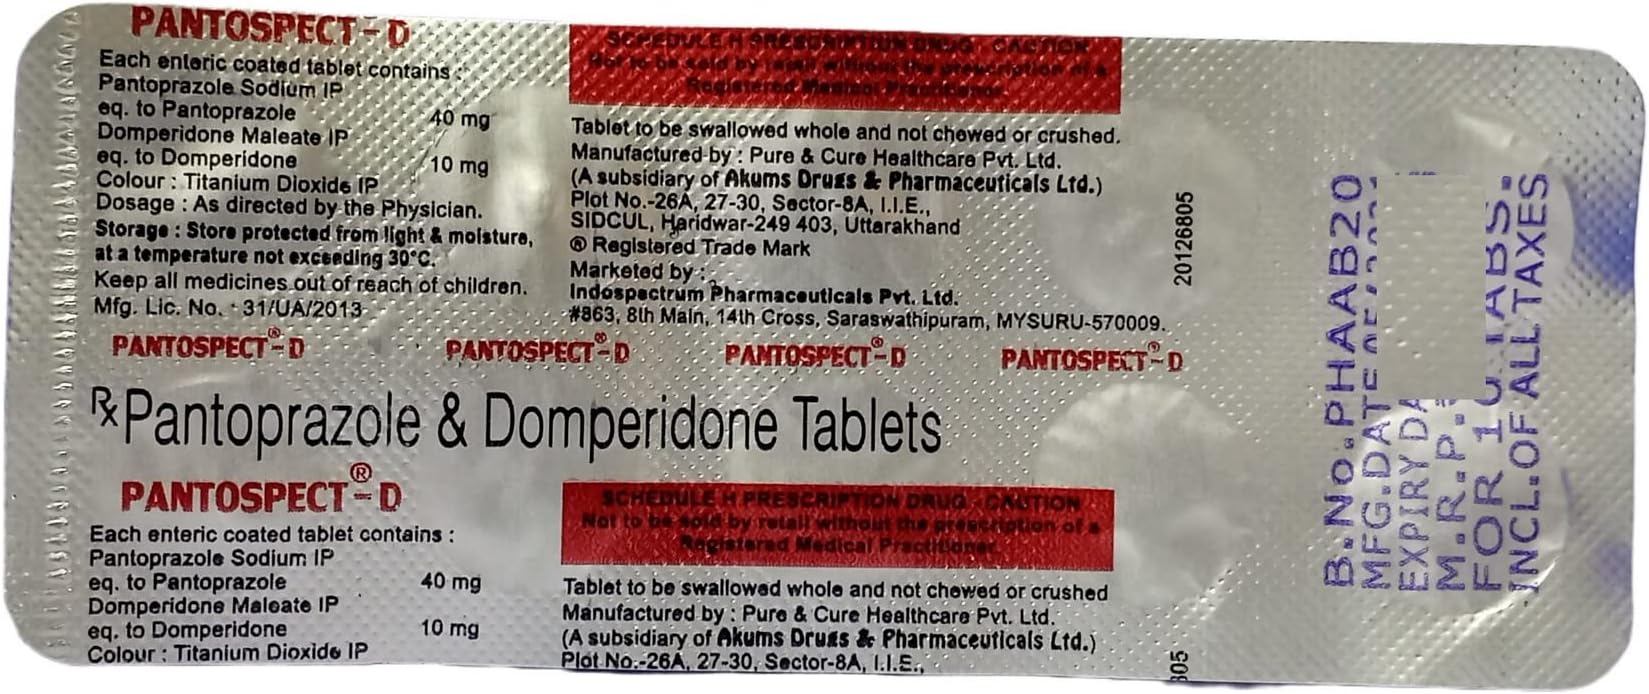 PANTOSPECT - D
Each enteric coated tablet contains :
Pantoprazole Sodium IP
eq. to Pantoprazole 40 mg
Domperidone Maleate IP
eq. to Domperidone 10 mg
Colour : Titanium Dioxide IP
Dosage : As directed by the Physician.
Storage : Store protected from light & moisture,
at a temperature not exceeding 30°C.
Keep all medicines out of reach of children.
Mfg. Lic. No. : 31/UA/2013
SCHEDULE H PRESCRIPTION DRUG - CAUTION
Not to be sold by retail without the prescription of a
Registered Medical Practitioner.
Tablet to be swallowed whole and not chewed or crushed.
Manufactured by : Pure & Cure Healthcare Pvt. Ltd.
(A subsidiary of Akums Drugs & Pharmaceuticals Ltd.)
Plot No.-26A, 27-30, Sector-8A, I.I.E.,
SIDCUL, Haridwar-249 403, Uttarakhand
® Registered Trade Mark
Marketed by :
Indospectrum Pharmaceuticals Pvt. Ltd.
#863, 8th Main, 14th Cross, Saraswathipuram, MYSURU-570009.
20126805
PANTOSPECT®- D PANTOSPECT®- D PANTOSPECT®- D PANTOSPECT®- D
Rx Pantoprazole & Domperidone Tablets
PANTOSPECT®- D
Each enteric coated tablet contains :
Pantoprazole Sodium IP
eq. to Pantoprazole 40 mg
Domperidone Maleate IP
eq. to Domperidone 10 mg
Colour : Titanium Dioxide IP
SCHEDULE H PRESCRIPTION DRUG - CAUTION
Not to be sold by retail without the prescription of a
Registered Medical Practitioner.
Tablet to be swallowed whole and not chewed or crushed
Manufactured by : Pure & Cure Healthcare Pvt. Ltd.
(A subsidiary of Akums Drugs & Pharmaceuticals Ltd.)
Plot No.-26A, 27-30, Sector-8A, I.I.E.,
805
B.No.PHAAB20
MFG.DATE
EXPIRY DA
M.R.P.
FOR 10 TABS.
INCL.OF ALL TAXES